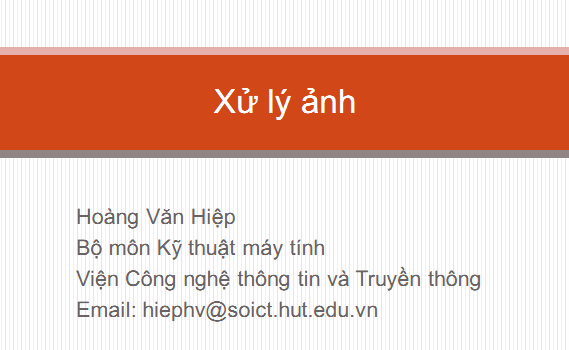 Xử lý ảnh
Hoàng Văn Hiệp
Bộ môn Kỹ thuật máy tính
Viện Công nghệ thông tin và Truyền thông
Email: hiephv@soict.hut.edu.vn